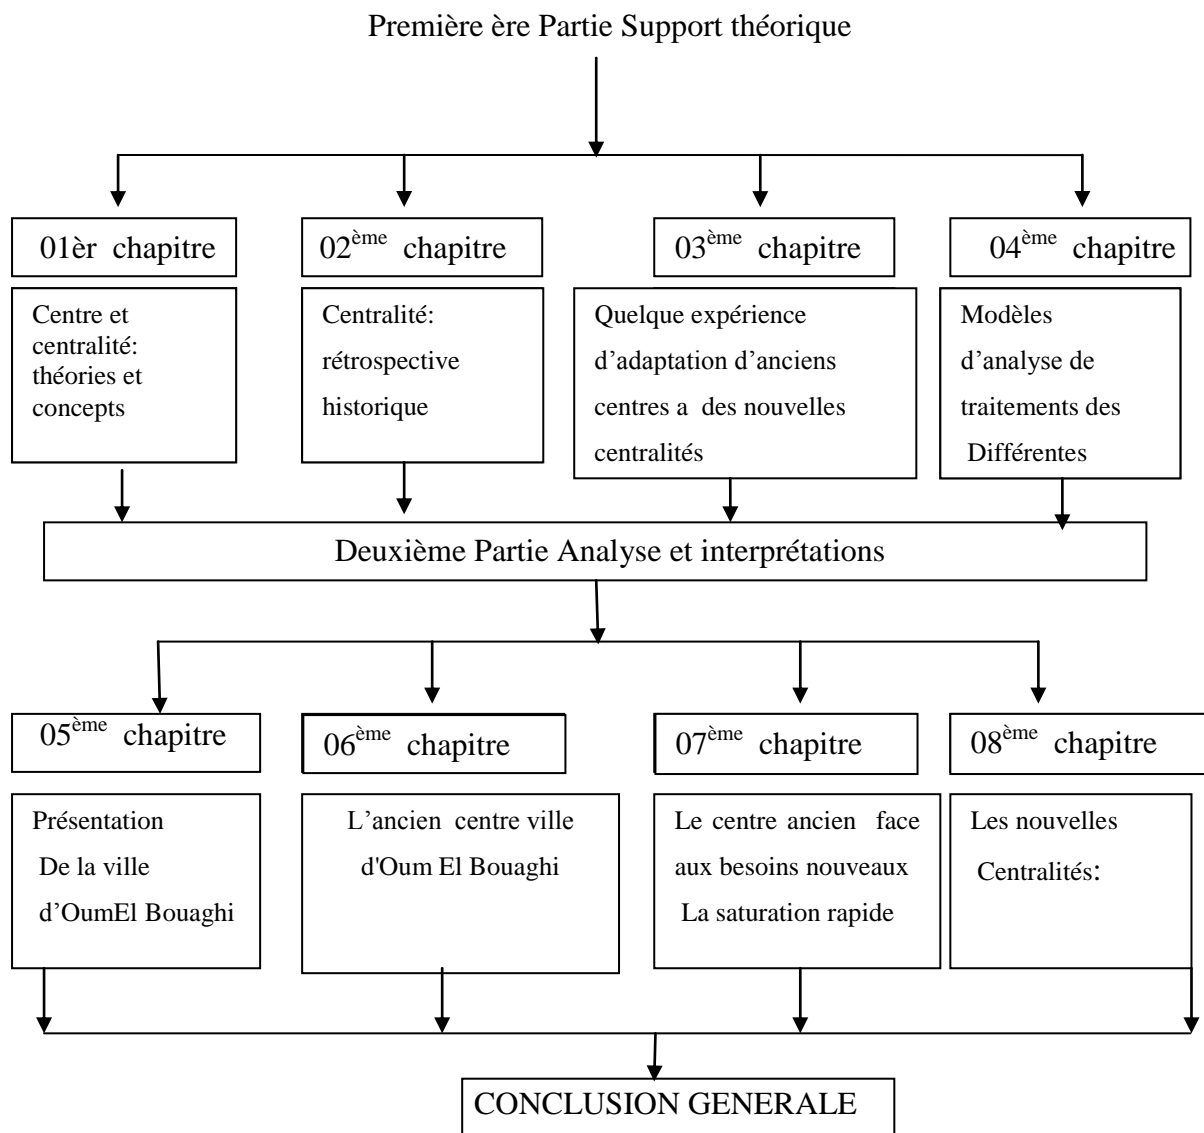 Première ère Partie Support théorique
01èr chapitre
Centre et
centralité:
théories et
concepts
02ème chapitre
Centralité:
rétrospective
historique
03ème chapitre
Quelque expérience
d’adaptation d’anciens
centres a des nouvelles
centralités
04ème chapitre
Modèles
d’analyse de
traitements des
Différentes
Deuxième Partie Analyse et interprétations
05ème chapitre
Présentation
De la ville
d’OumEl Bouaghi
06ème chapitre
L’ancien centre ville
d'Oum El Bouaghi
07ème chapitre
Le centre ancien face
aux besoins nouveaux
La saturation rapide
08ème chapitre
Les nouvelles
Centralités:
CONCLUSION GENERALE